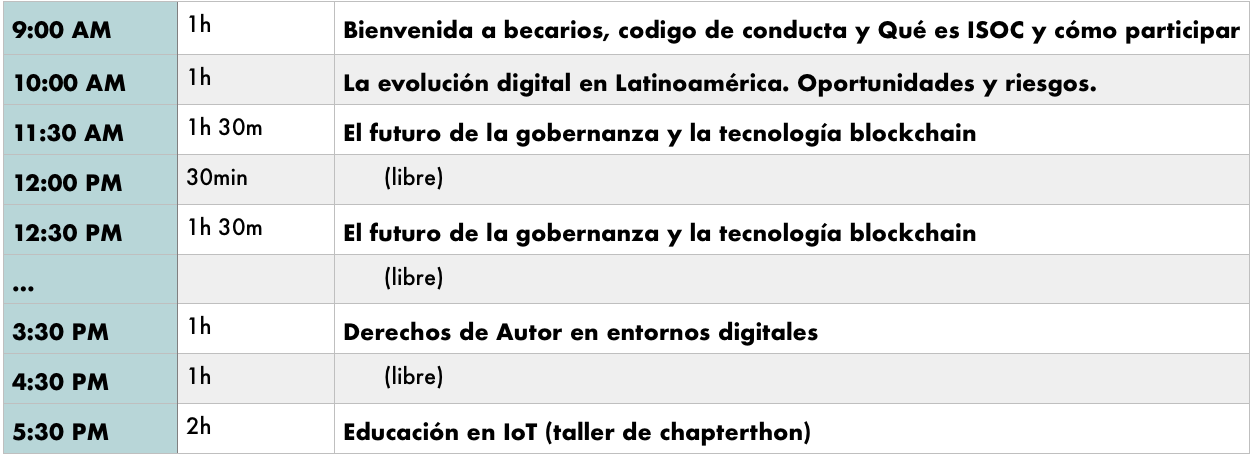 9:00 AM 1h Bienvenida a becarios, codigo de conducta y Qué es ISOC y cómo participar
10:00 AM 1h La evolución digital en Latinoamérica. Oportunidades y riesgos.
11:30 AM 1h 30m El futuro de la gobernanza y la tecnología blockchain
12:00 PM 30min (libre)
12:30 PM 1h 30m El futuro de la gobernanza y la tecnología blockchain
... (libre)
3:30 PM 1h Derechos de Autor en entornos digitales
4:30 PM 1h (libre)
5:30 PM 2h Educación en IoT (taller de chapterthon)